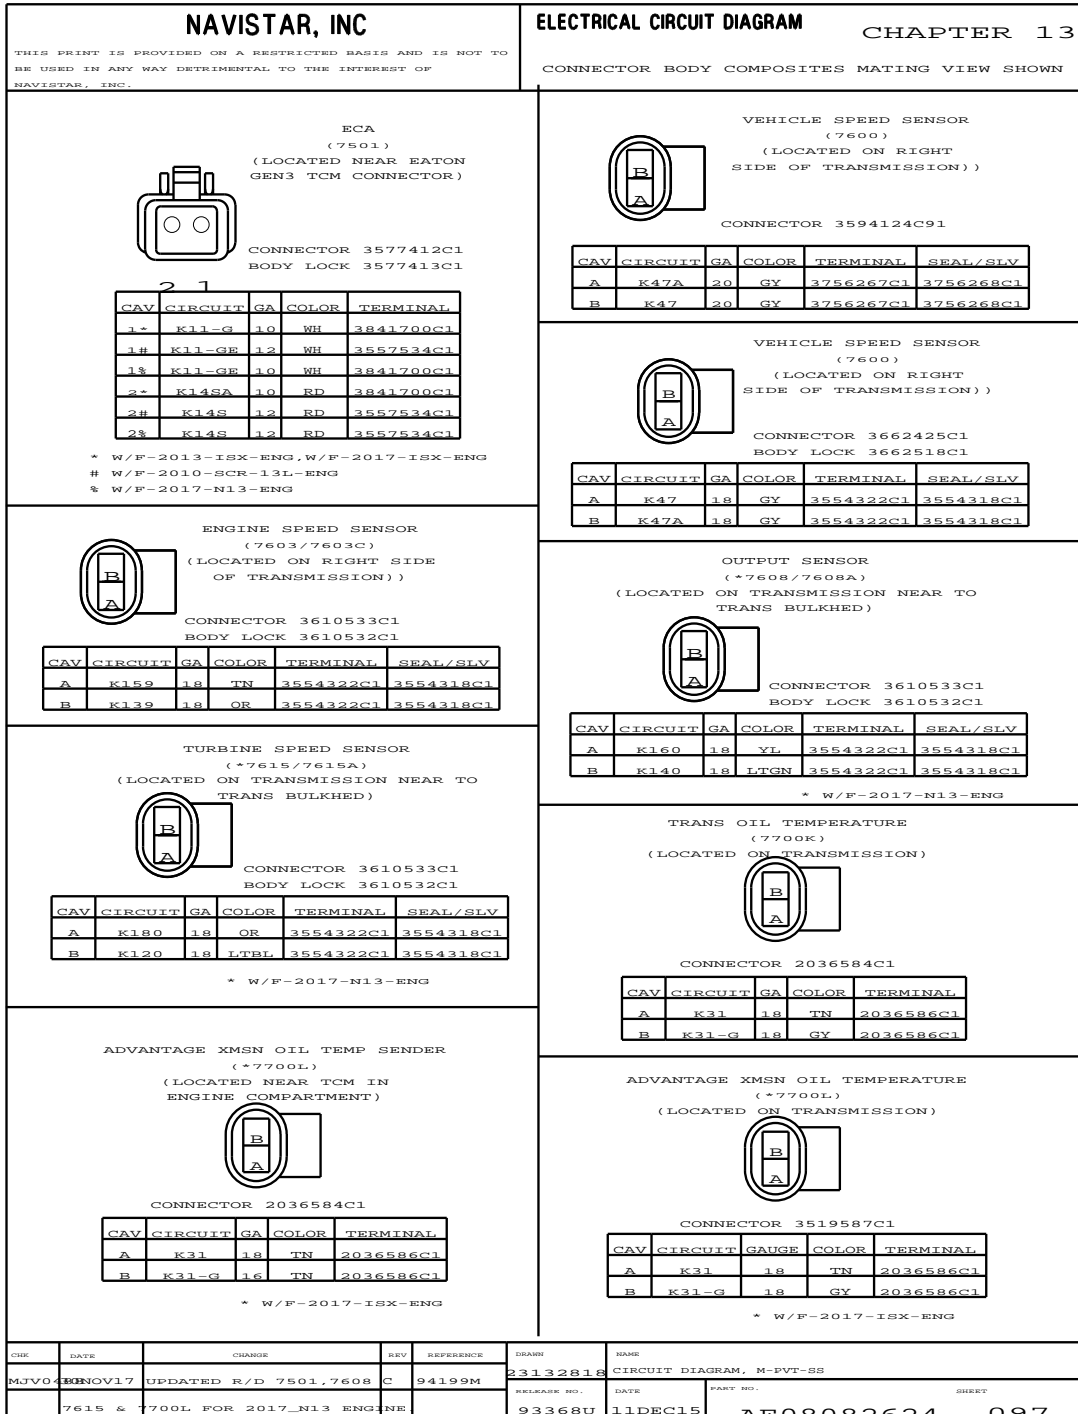 NAVISTAR, INC
THIS PRINT IS PROVIDED ON A RESTRICTED BASIS AND IS NOT TO
BE USED IN ANY WAY DETRIMENTAL TO THE INTEREST OF
NAVISTAR, INC.
ELECTRICAL CIRCUIT DIAGRAM
CHAPTER 13
CONNECTOR BODY COMPOSITES MATING VIEW SHOWN
ECA
(7501)
(LOCATED NEAR EATON
GEN3 TCM CONNECTOR)
CONNECTOR 3577412C1
BODY LOCK 3577413C1
2 1
CAV CIRCUIT GA COLOR TERMINAL
1* K11-G 10 WH 3841700C1
1# K11-GE 12 WH 3557534C1
1% K11-GE 10 WH 3557534C1
2* K14SA 10 RD 3841700C1
2# K14S 12 RD 3557534C1
2% K14S 12 RD 3557534C1
* W/F-2013-ISX-ENG,W/F-2017-ISX-ENG
# W/F-2010-SCR-13L-ENG
% W/F-2017-N13-ENG
ENGINE SPEED SENSOR
(7603/7603C)
(LOCATED ON RIGHT SIDE
OF TRANSMISSION))
B
A
CONNECTOR 3610533C1
BODY LOCK 3610532C1
CAV CIRCUIT GA COLOR TERMINAL SEAL/SLV
A K159 18 TN 3554322C1 3554318C1
B K139 18 OR 3554322C1 3554318C1
TURBINE SPEED SENSOR
(*7615/7615A)
(LOCATED ON TRANSMISSION NEAR TO
TRANS BULKHED)
B
A
CONNECTOR 3610533C1
BODY LOCK 3610532C1
CAV CIRCUIT GA COLOR TERMINAL SEAL/SLV
A K180 18 OR 3554322C1 3554318C1
B K120 18 LTBL 3554322C1 3554318C1
* W/F-2017-N13-ENG
ADVANTAGE XMSN OIL TEMP SENDER
(*7700L)
(LOCATED NEAR TCM IN
ENGINE COMPARTMENT)
B
A
CONNECTOR 2036584C1
CAV CIRCUIT GA COLOR TERMINAL
A K31 18 TN 2036586C1
B K31-G 16 TN 2036586C1
* W/F-2017-ISX-ENG
VEHICLE SPEED SENSOR
(7600)
(LOCATED ON RIGHT
SIDE OF TRANSMISSION))
B
A
CONNECTOR 3594124C91
CAV CIRCUIT GA COLOR TERMINAL SEAL/SLV
A K47A 20 GY 3756267C1 3756268C1
B K47 20 GY 3756267C1 3756268C1
VEHICLE SPEED SENSOR
(7600)
(LOCATED ON RIGHT
SIDE OF TRANSMISSION))
B
A
CONNECTOR 3662425C1
BODY LOCK 3662518C1
CAV CIRCUIT GA COLOR TERMINAL SEAL/SLV
A K47 18 GY 3554322C1 3554318C1
B K47A 18 GY 3554322C1 3554318C1
OUTPUT SENSOR
(*7608/7608A)
(LOCATED ON TRANSMISSION NEAR TO
TRANS BULKHED)
B
A
CONNECTOR 3610533C1
BODY LOCK 3610532C1
CAV CIRCUIT GA COLOR TERMINAL SEAL/SLV
A K160 18 YL 3554322C1 3554318C1
B K140 18 LTGN 3554322C1 3554318C1
* W/F-2017-N13-ENG
TRANS OIL TEMPERATURE
(7700K)
(LOCATED ON TRANSMISSION)
B
A
CONNECTOR 2036584C1
CAV CIRCUIT GA COLOR TERMINAL
A K31 18 TN 2036586C1
B K31-G 18 GY 2036586C1
ADVANTAGE XMSN OIL TEMPERATURE
(*7700L)
(LOCATED ON TRANSMISSION)
B
A
CONNECTOR 3519587C1
CAV CIRCUIT GAUGE COLOR TERMINAL
A K31 18 TN 2036586C1
B K31-G 18 GY 2036586C1
* W/F-2017-ISX-ENG
CHK DATE CHANGE REV REFERENCE
UPDATED R/D 7501,7608 C 94199M
7615 & 7700L FOR 2017_N13 ENGINE.
DRAWN NAME
23132818 CIRCUIT DIAGRAM, M-PVT-SS
RELEASE NO. DATE PART NO. SHEET
93368U 11DEC15